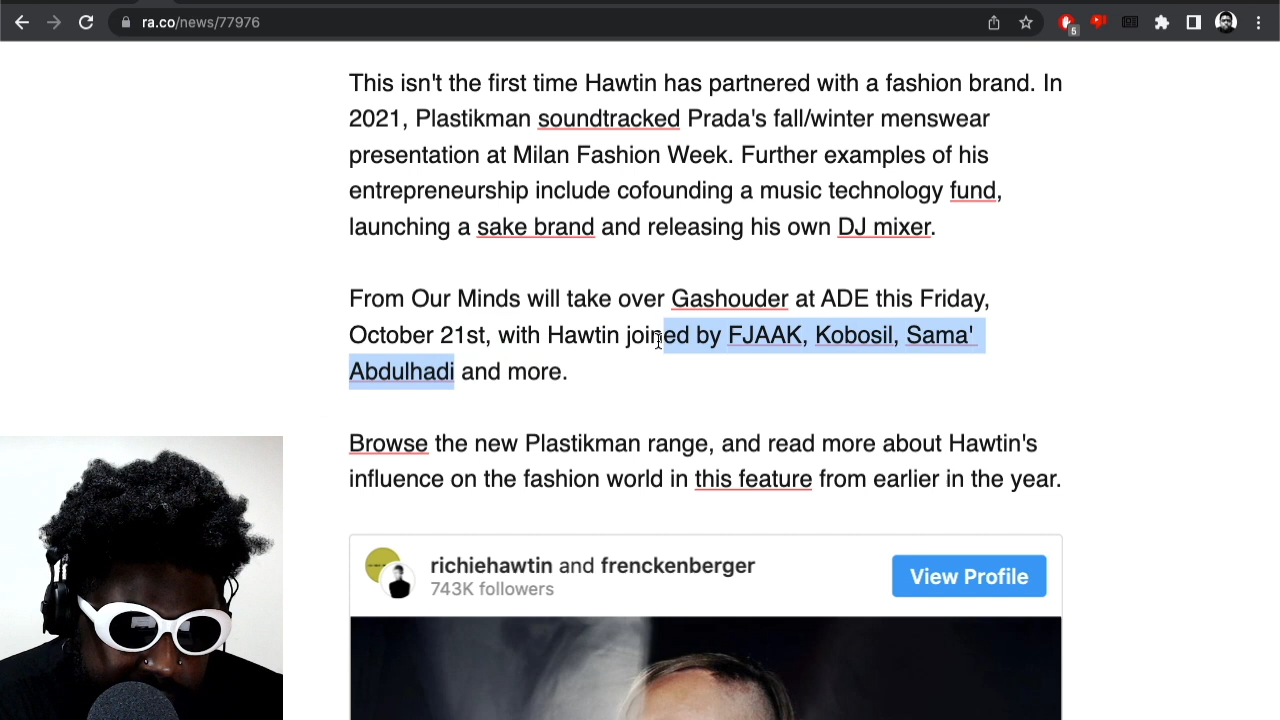 ra.co/news/77976
5
This isn't the first time Hawtin has partnered with a fashion brand. In
2021, Plastikman soundtracked Prada's fall/winter menswear
presentation at Milan Fashion Week. Further examples of his
entrepreneurship include cofounding a music technology fund,
launching a sake brand and releasing his own DJ mixer.
From Our Minds will take over Gashouder at ADE this Friday,
October 21st, with Hawtin joined by FJAAK, Kobosil, Sama'
Abdulhadi and more.
Browse the new Plastikman range, and read more about Hawtin's
influence on the fashion world in this feature from earlier in the year.
richiehawtin and frenckenberger
743K followers
View Profile